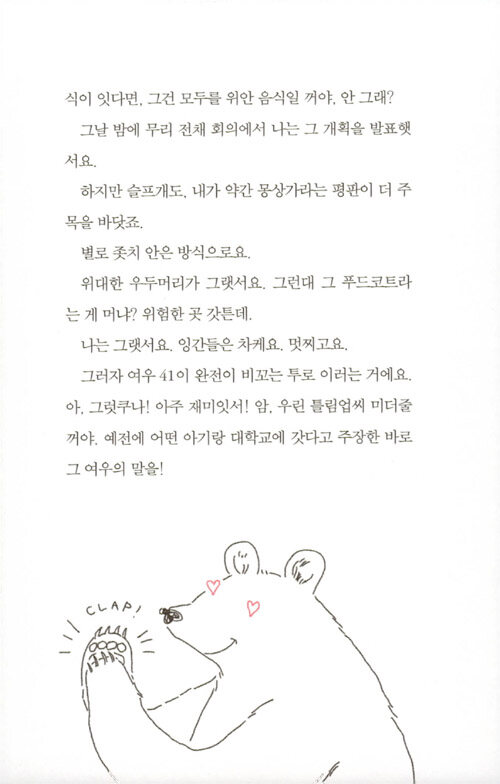 식이 잇다면, 그건 모두를 위안 음식일 꺼야, 안 그래?
그날 밤에 무리 전채 회의에서 나는 그 개획을 발표햇
서요.
하지만 슬프개도, 내가 약간 몽상가라는 평판이 더 주
목을 바닷죠.
별로 좃치 안은 방식으로요.
위대한 우두머리가 그랫서요. 그런대 그 푸드코트라
는 게 머냐? 위험한 곳 갓튼데.
나는 그랫서요. 잉간들은 차케요. 멋찌고요.
그러자 여우 41이 완전이 비꼬는 투로 이러는 거에요.
아, 그럿쿠나! 아주 재미잇서! 암, 우린 틀림업씨 미더줄
꺼야. 예전에 어떤 아기랑 대학교에 갓다고 주장한 바로
그 여우의 말을!
CLAP!